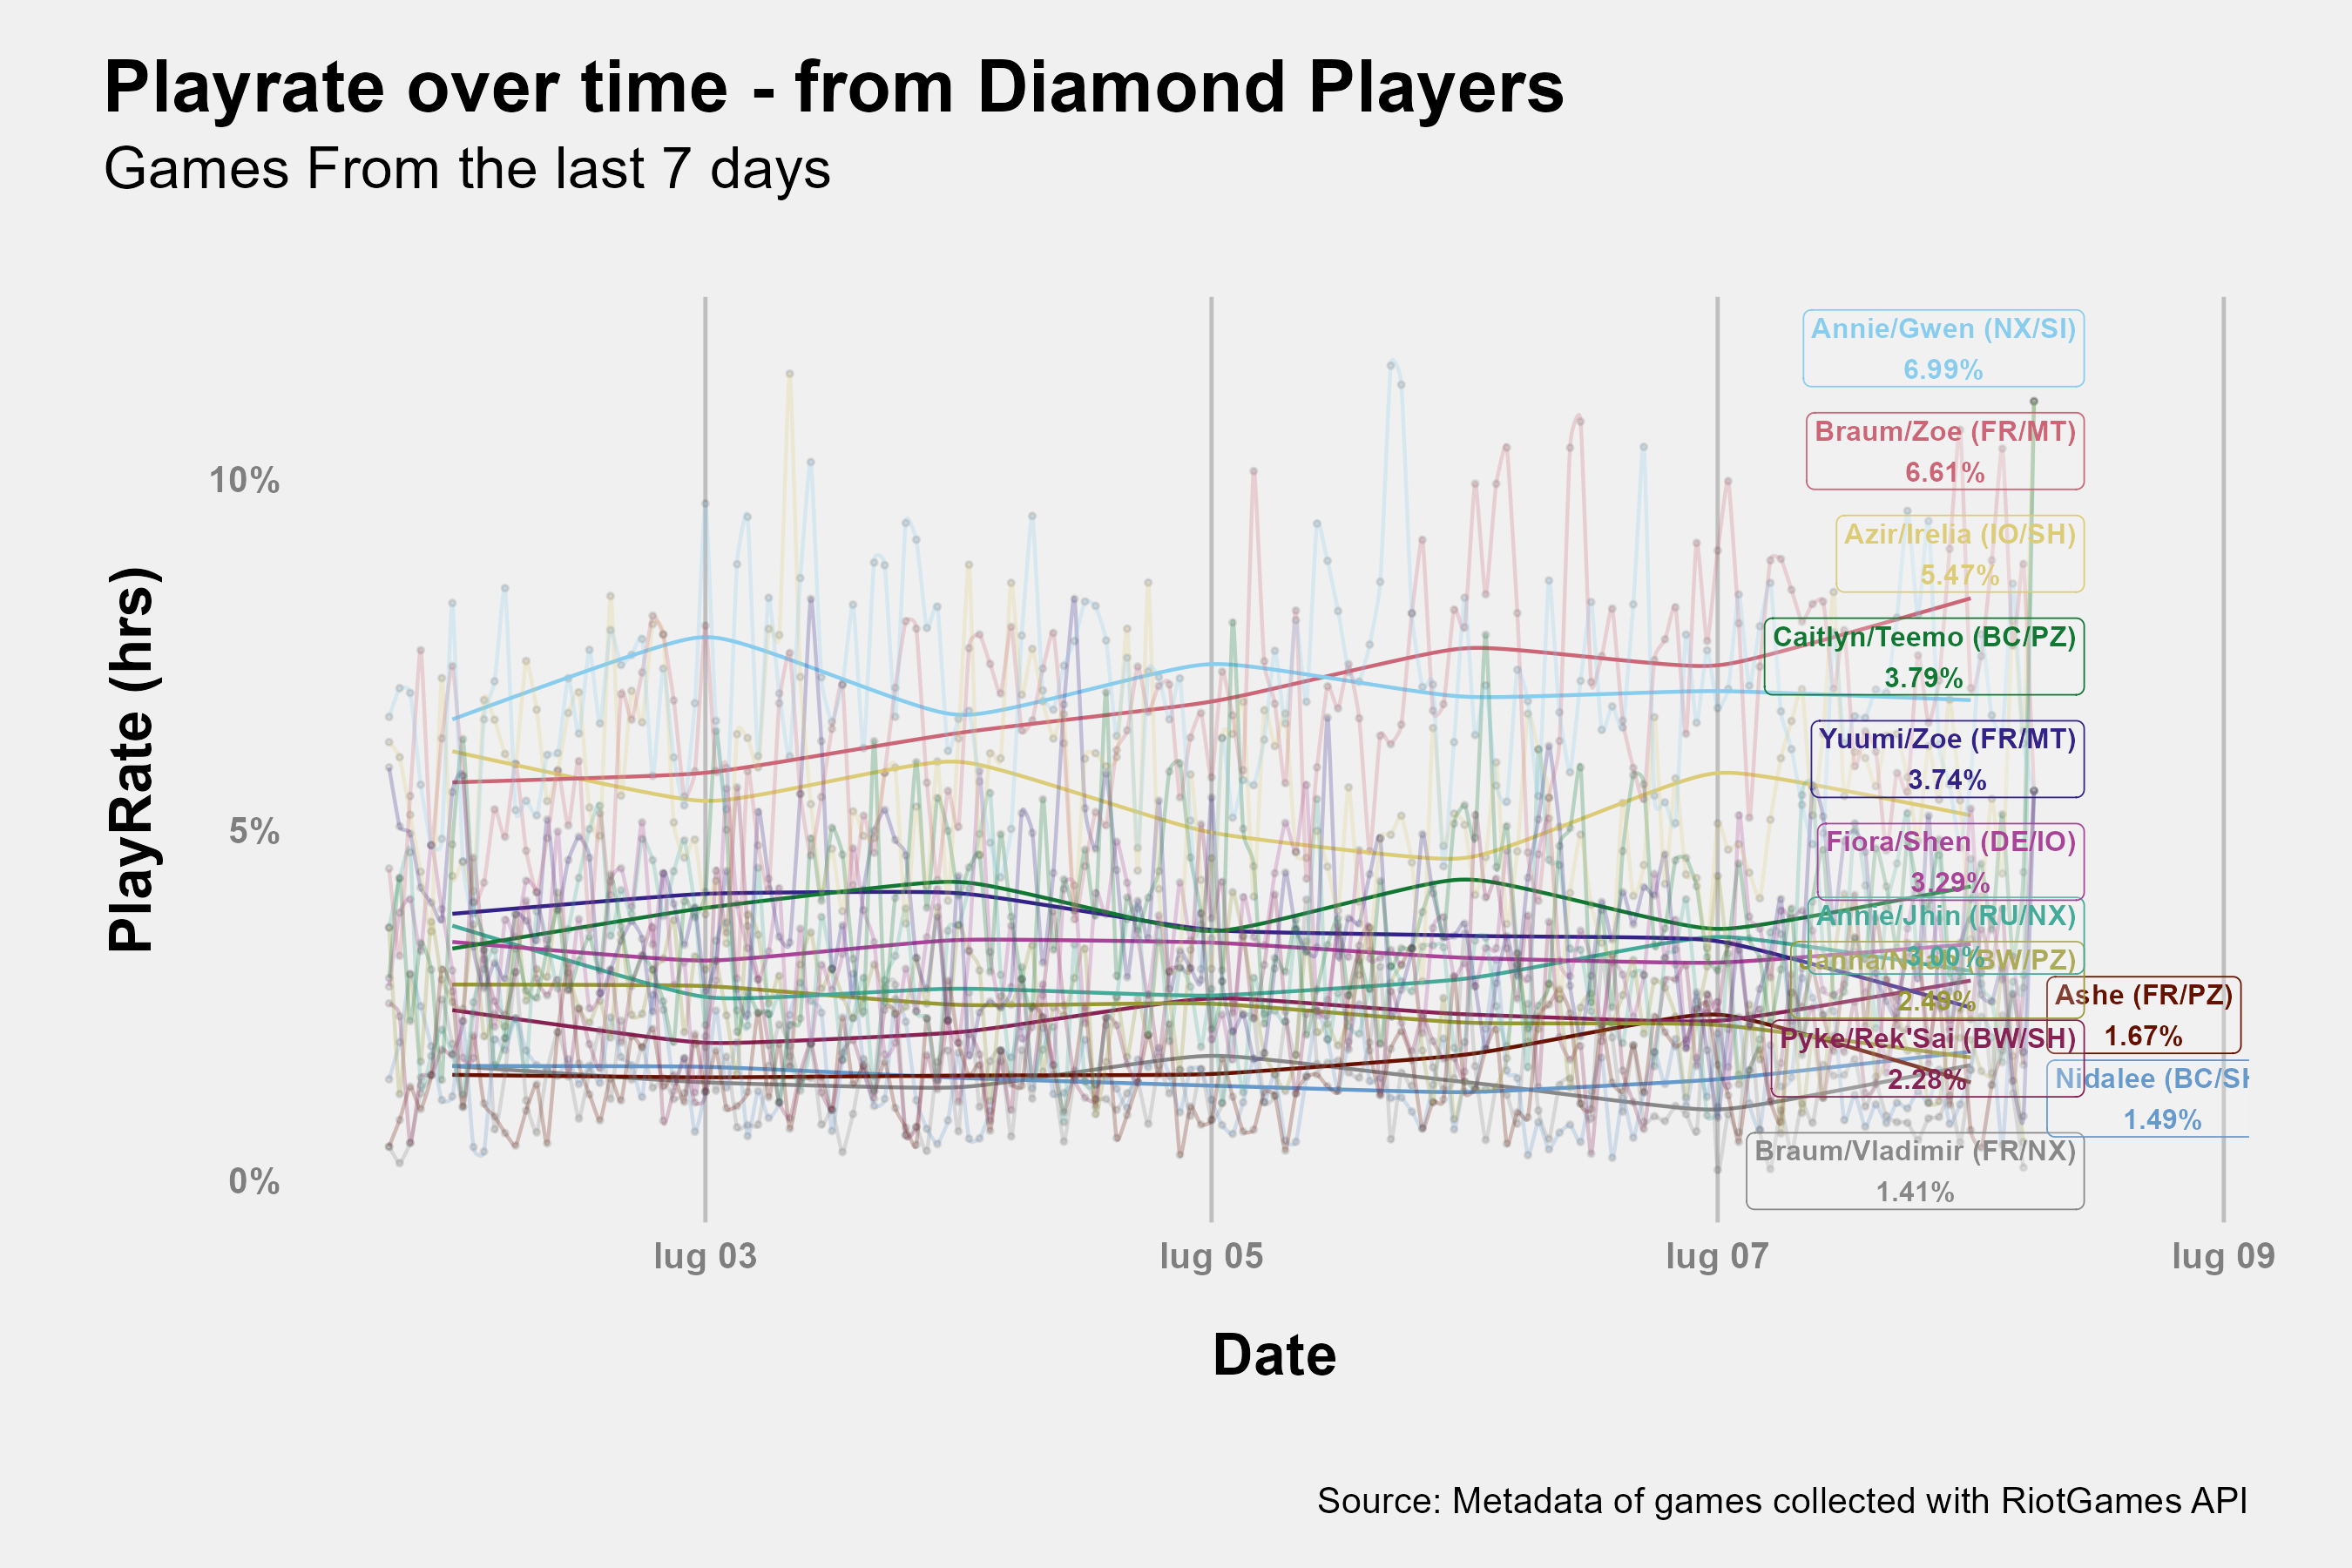 Playrate over time - from Diamond Players
Games From the last 7 days
PlayRate (hrs)
10%
5%
0%
Annie/Gwen (NX/SI)
6.99%
Braum/Zoe (FR/MT)
6.61%
Azir/Irelia (IO/SH)
5.47%
Caitlyn/Teemo (BC/PZ)
3.79%
Yuumi/Zoe (FR/MT)
3.74%
Fiora/Shen (DE/IO)
3.29%
Annie/Jhin (RU/NX)
3.00%
(BW/PZ)
2.49%
Ashe (FR/PZ)
1.67%
Pyke/Rek'Sai (BW/SH)
2.28%
Nidalee (BC/SH
1.49%
Braum/Vladimir (FR/NX)
1.41%
lug 03
lug 05
lug 07
lug 09
Date
Source: Metadata of games collected with RiotGames API